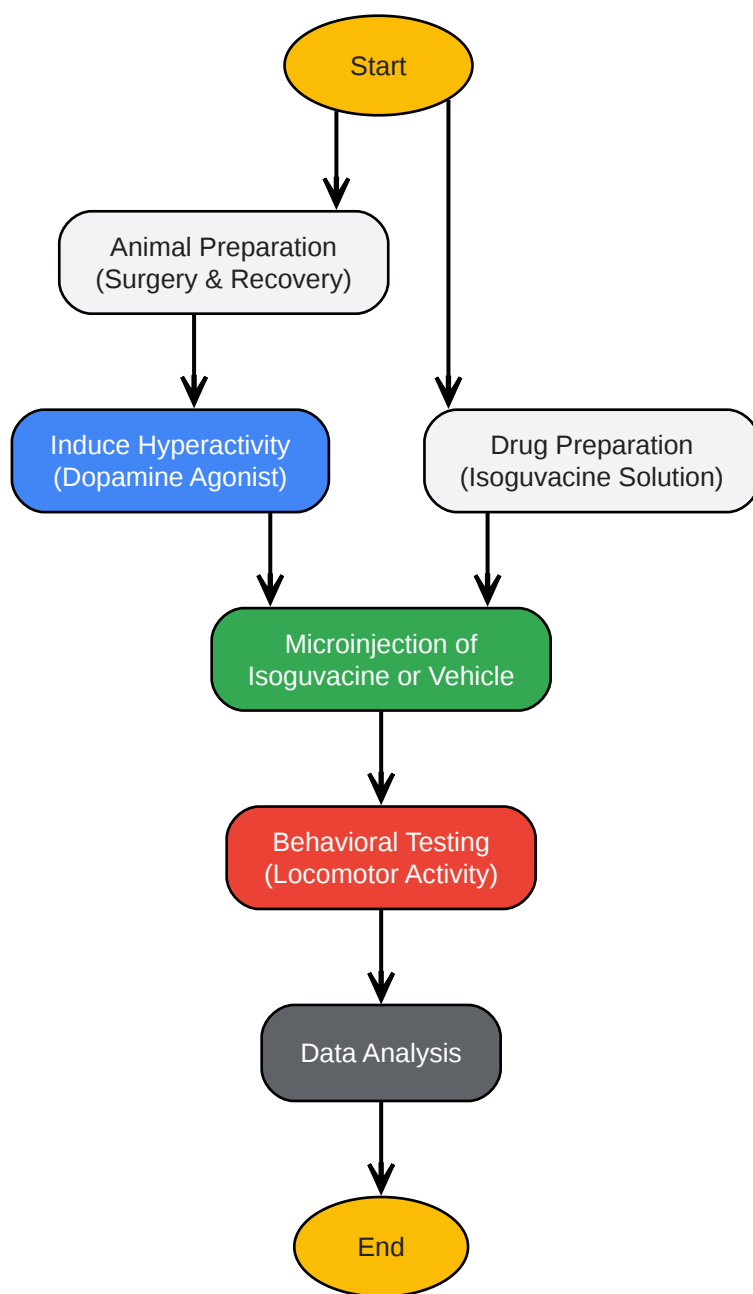 Start
Animal Preparation
(Surgery & Recovery)
Induce Hyperactivity
(Dopamine Agonist)
Drug Preparation
(Isoguvacine Solution)
Microinjection of
Isoguvacine or Vehicle
Behavioral Testing
(Locomotor Activity)
Data Analysis
End